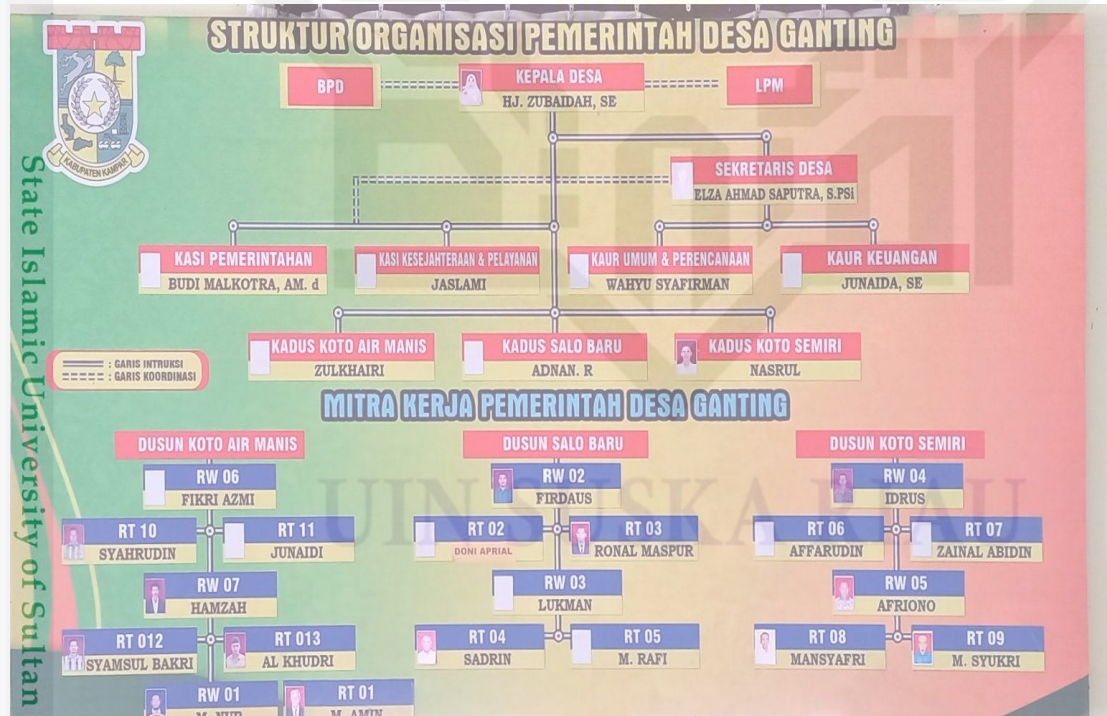 STRUKTUR ORGANISASI PEMERINTAH DESA GANTING
BPD
KEPALA DESA
HJ. ZUBAIDAH, SE
LPM
KABUPATEN KAMPAR
SEKRETARIS DESA
ELZA AHMAD SAPUTRA, S.PSi
KASI PEMERINTAHAN
BUDI MALKOTRA, AM. d
KASI KESEJAHTERAAN & PELAYANAN
JASLAMI
KAUR UMUM & PERENCANAAN
WAHYU SYAFIRMAN
KAUR KEUANGAN
JUNAIDA, SE
KADUS KOTO AIR MANIS
ZULKHAIRI
KADUS SALO BARU
ADNAN. R
KADUS KOTO SEMIRI
NASRUL
: GARIS INTRUKSI
: GARIS KOORDINASI
MITRA KERJA PEMERINTAH DESA GANTING
DUSUN KOTO AIR MANIS
RW 06
FIKRI AZMI
RT 10
SYAHRUDIN
RT 11
JUNAIDI
RW 07
HAMZAH
RT 012
SYAMSUL BAKRI
RT 013
AL KHUDRI
RW 01
M. NUR
RT 01
M. AMIN
DUSUN SALO BARU
RW 02
FIRDAUS
RT 02
DONI APRIAL
RT 03
RONAL MASPUR
RW 03
LUKMAN
RT 04
SADRIN
RT 05
M. RAFI
DUSUN KOTO SEMIRI
RW 04
IDRUS
RT 06
AFFARUDIN
RT 07
ZAINAL ABIDIN
RW 05
AFRIONO
RT 08
MANSYAFRI
RT 09
M. SYUKRI
UIN SUSKA RIAU
State Islamic University of Sultan